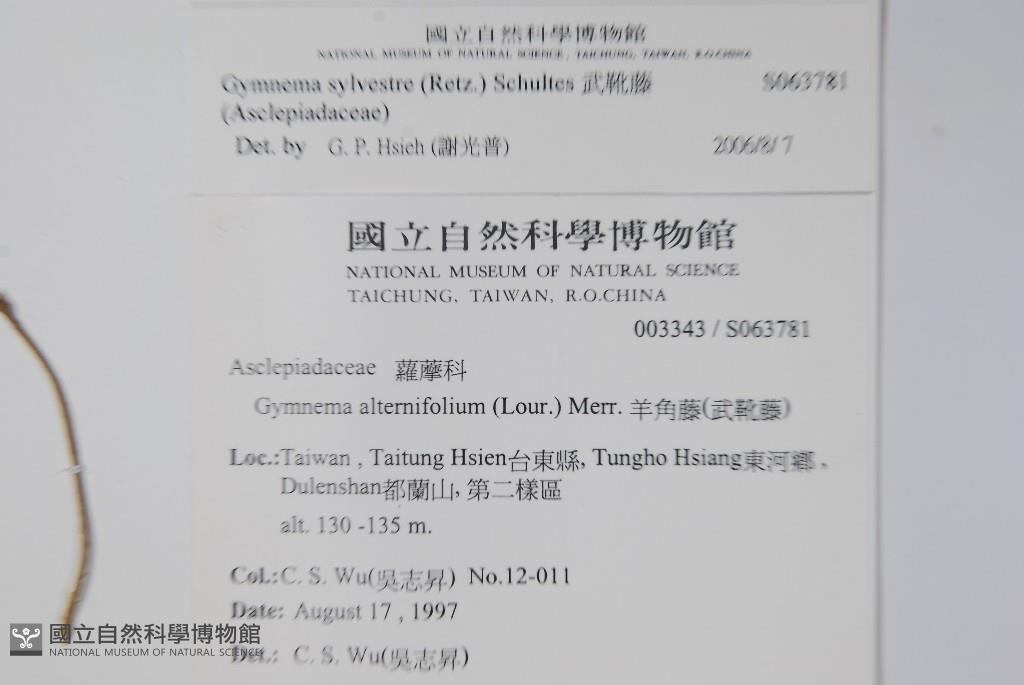 國立自然科學博物館
NATIONAL MUSEUM OF NATURAL SCIENCE, TAICHUNG, TAIWAN, R.O.CHINA
Gymnema sylvestre (Retz.) Schultes 武靴藤 S063781
(Asclepiadaceae)
Det. by G. P. Hsieh (謝光普) 2006/8/7
國立自然科學博物館
NATIONAL MUSEUM OF NATURAL SCIENCE
TAICHUNG, TAIWAN, R.O.CHINA
003343 / S063781
Asclepiadaceae 蘿藦科
Gymnema alternifolium (Lour.) Merr. 羊角藤(武靴藤)
Loc.:Taiwan , Taitung Hsien台東縣, Tungho Hsiang東河鄉 ,
Dulenshan都蘭山, 第二樣區
alt. 130 -135 m.
Col.:C. S. Wu(吳志昇) No.12-011
Date: August 17 , 1997
Det.: C. S. Wu(吳志昇)
國立自然科學博物館
NATIONAL MUSEUM OF NATURAL SCIENCE